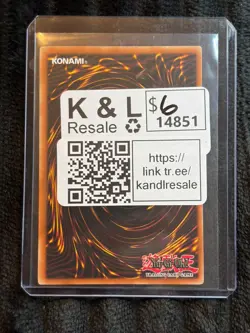 KONAMI
K & L
Resale
$6
14851
https://
link tr.ee/
kandlresale
Yu-Gi-Oh!
TRADING CARD GAME